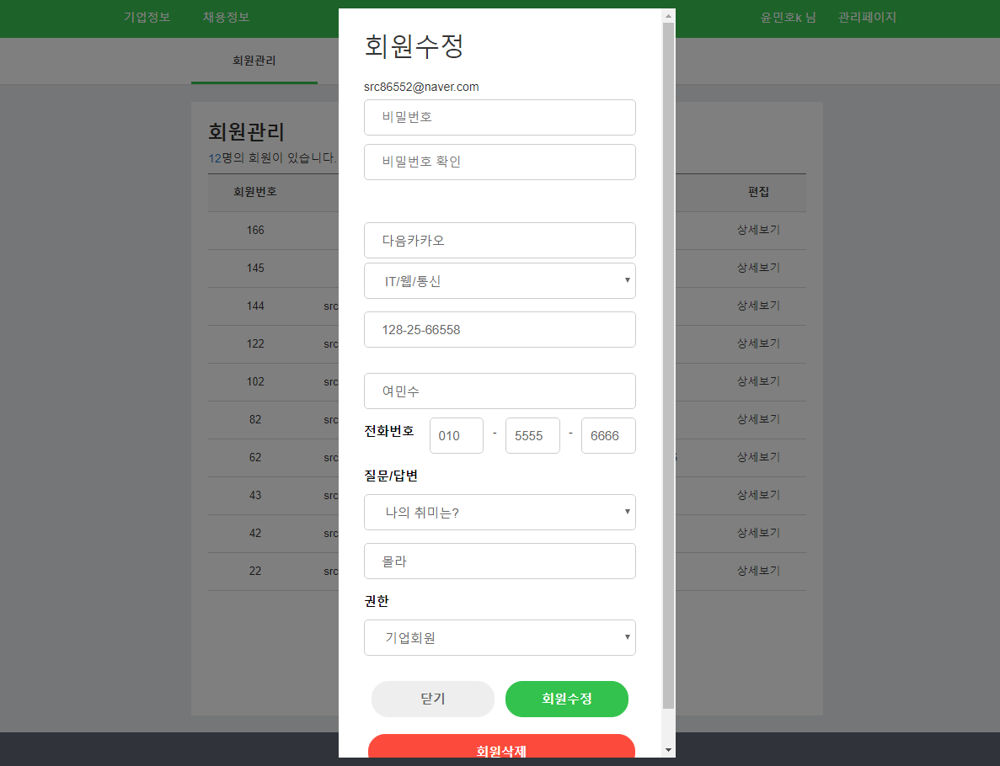 기업정보 채용정보 윤민호k 님 관리페이지
회원관리
회원관리
12명의 회원이 있습니다.
회원번호 편집
166 상세보기
145 상세보기
144 src 상세보기
122 src 상세보기
102 src 상세보기
82 src 상세보기
62 src 상세보기
43 src 상세보기
42 src 상세보기
22 src 상세보기
회원수정
src86552@naver.com
비밀번호
비밀번호 확인
다음카카오
IT/웹/통신
128-25-66558
여민수
전화번호 010 - 5555 - 6666
질문/답변
나의 취미는?
몰라
권한
기업회원
닫기 회원수정
회원삭제